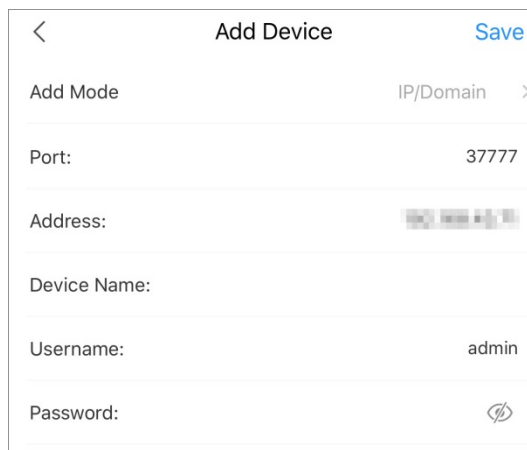 Add Device Save
Add Mode IP/Domain
Port: 37777
Address:
Device Name:
Username: admin
Password: